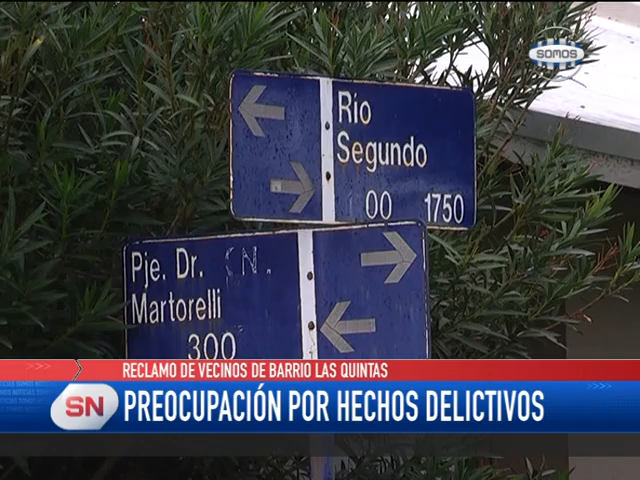 SOMOS
Río
Segundo
00 1750
Pje. Dr.
Martorelli
300
RECLAMO DE VECINOS DE BARRIO LAS QUINTAS
SN
PREOCUPACIÓN POR HECHOS DELICTIVOS